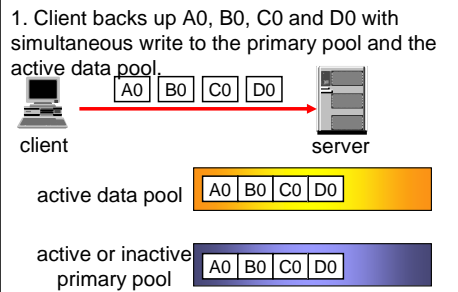 1. Client backs up A0, B0, C0 and D0 with
simultaneous write to the primary pool and the
active data pool.
A0 B0 C0 D0
client server
active data pool A0 B0 C0 D0
active or inactive
primary pool A0 B0 C0 D0